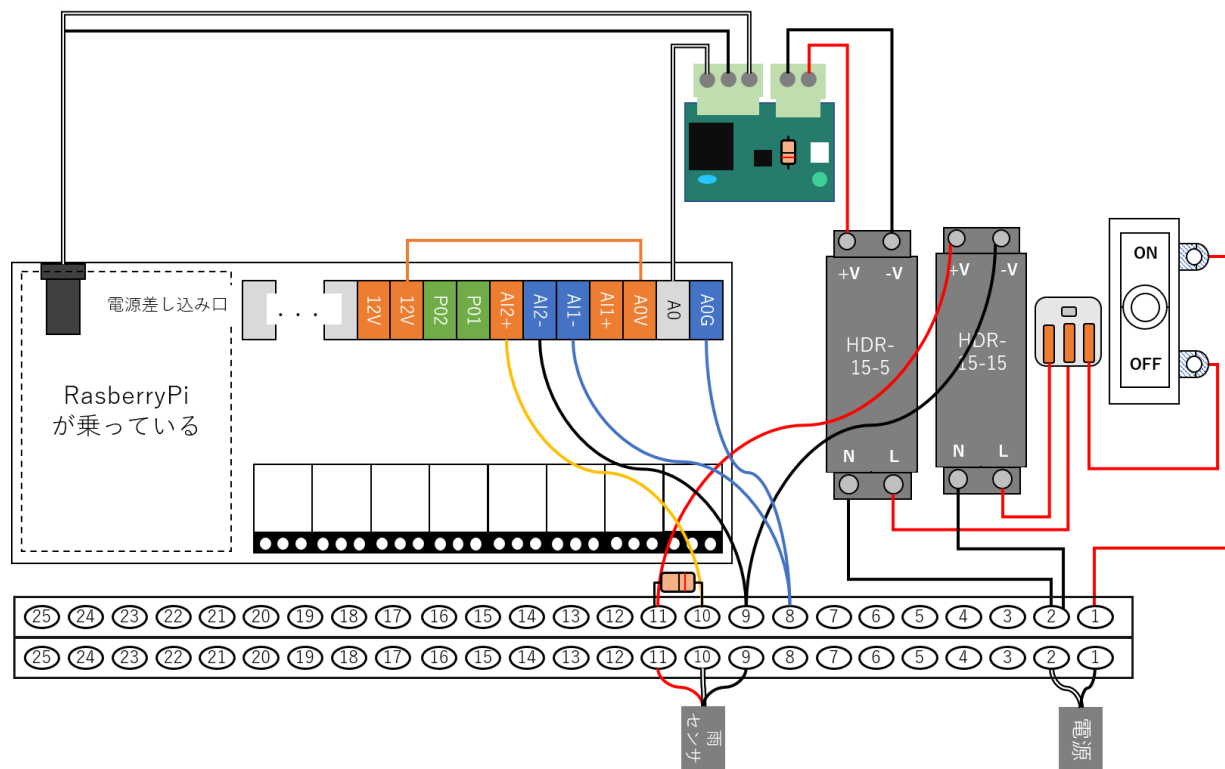 電源差し込み口
RasberryPi
が乗っている
...
12V
12V
P02
P01
AI2+
AI2-
AI1-
AI1+
A0V
A0
A0G
+V
-V
HDR-
15-5
N
L
+V
-V
HDR-
15-15
N
L
ON
OFF
25 24 23 22 21 20 19 18 17 16 15 14 13 12 11 10 9 8 7 6 5 4 3 2 1
25 24 23 22 21 20 19 18 17 16 15 14 13 12 11 10 9 8 7 6 5 4 3 2 1
雨
センサ
電源